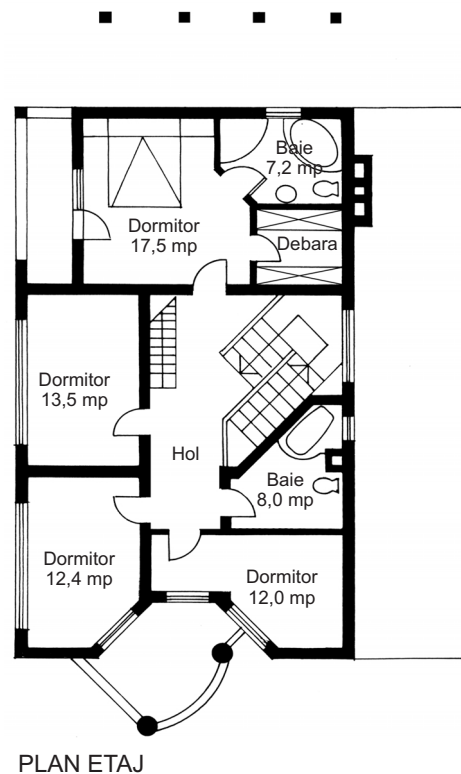 Baie
7,2 mp
Dormitor
17,5 mp
Debara
Dormitor
13,5 mp
Hol
Baie
8,0 mp
Dormitor
12,4 mp
Dormitor
12,0 mp
PLAN ETAJ